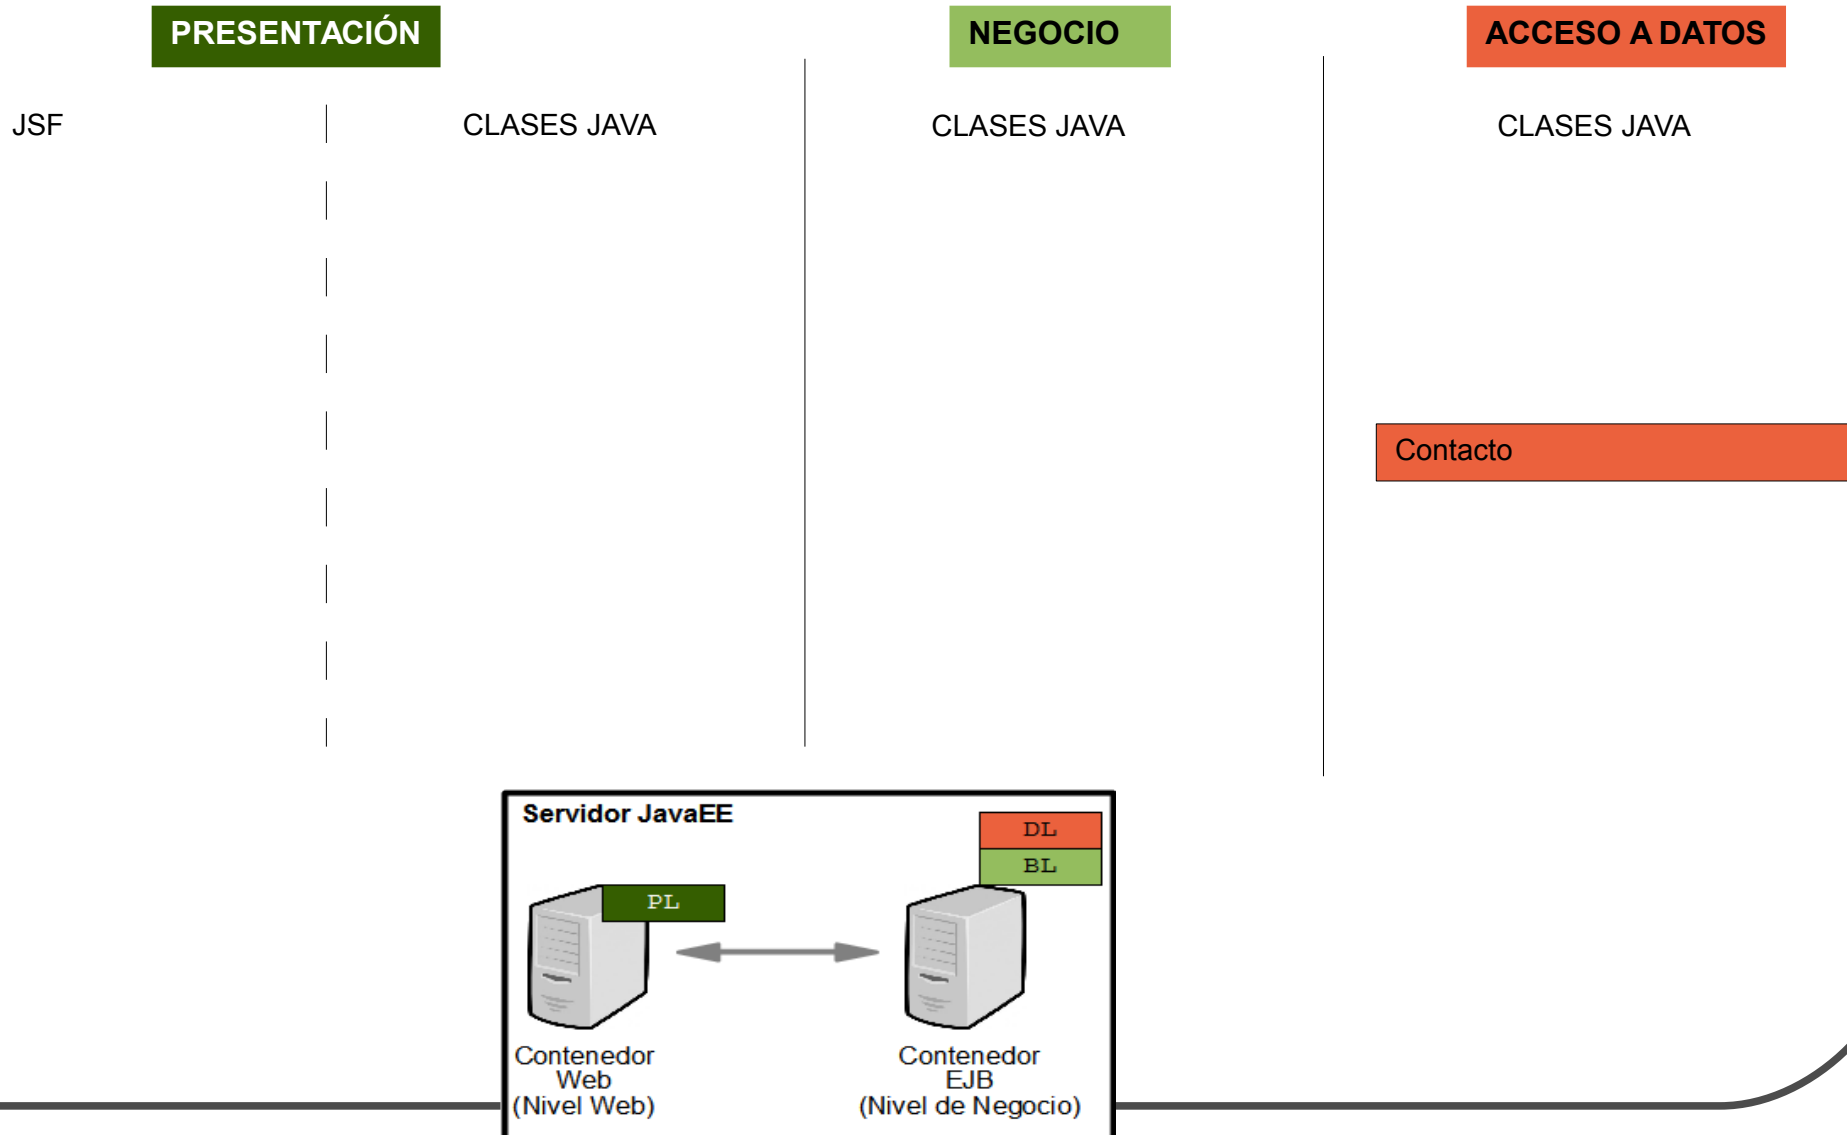 PRESENTACIÓN
NEGOCIO
ACCESO A DATOS
JSF
CLASES JAVA
CLASES JAVA
CLASES JAVA
Contacto
Servidor JavaEE
DL
BL
PL
Contenedor
Web
(Nivel Web)
Contenedor
EJB
(Nivel de Negocio)